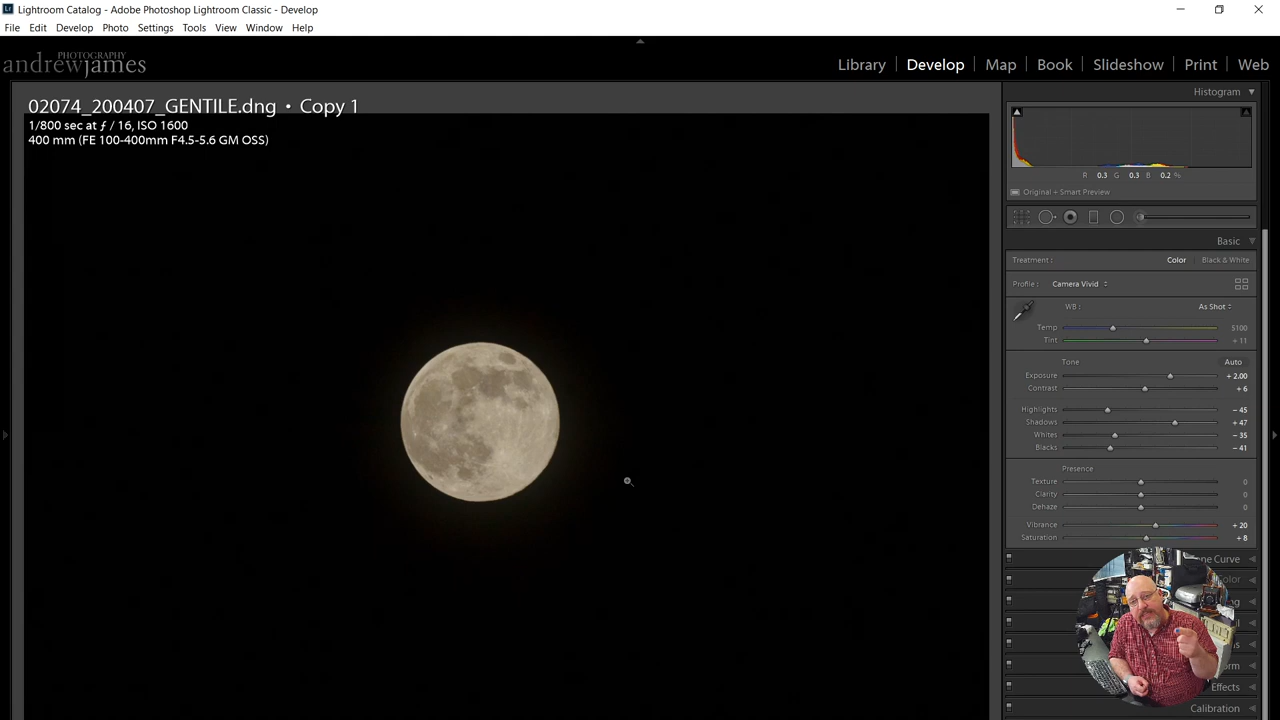 Lightroom Catalog - Adobe Photoshop Lightroom Classic - Develop
File Edit Develop Photo Settings Tools View Window Help
PHOTOGRAPHY
andrewjames
Library Develop Map Book Slideshow Print Web
02074_200407_GENTILE.dng • Copy 1
1/800 sec at ƒ / 16, ISO 1600
400 mm (FE 100-400mm F4.5-5.6 GM OSS)
Histogram
R 0.3 G 0.3 B 0.2 %
Original + Smart Preview
Basic
Treatment : Color Black & White
Profile : Camera Vivid
WB : As Shot
Temp 5100
Tint + 11
Tone Auto
Exposure + 2.00
Contrast + 6
Highlights - 45
Shadows + 47
Whites - 35
Blacks - 41
Presence
Texture 0
Clarity 0
Dehaze 0
Vibrance + 20
Saturation + 8
Curve
Color
Effects
Calibration